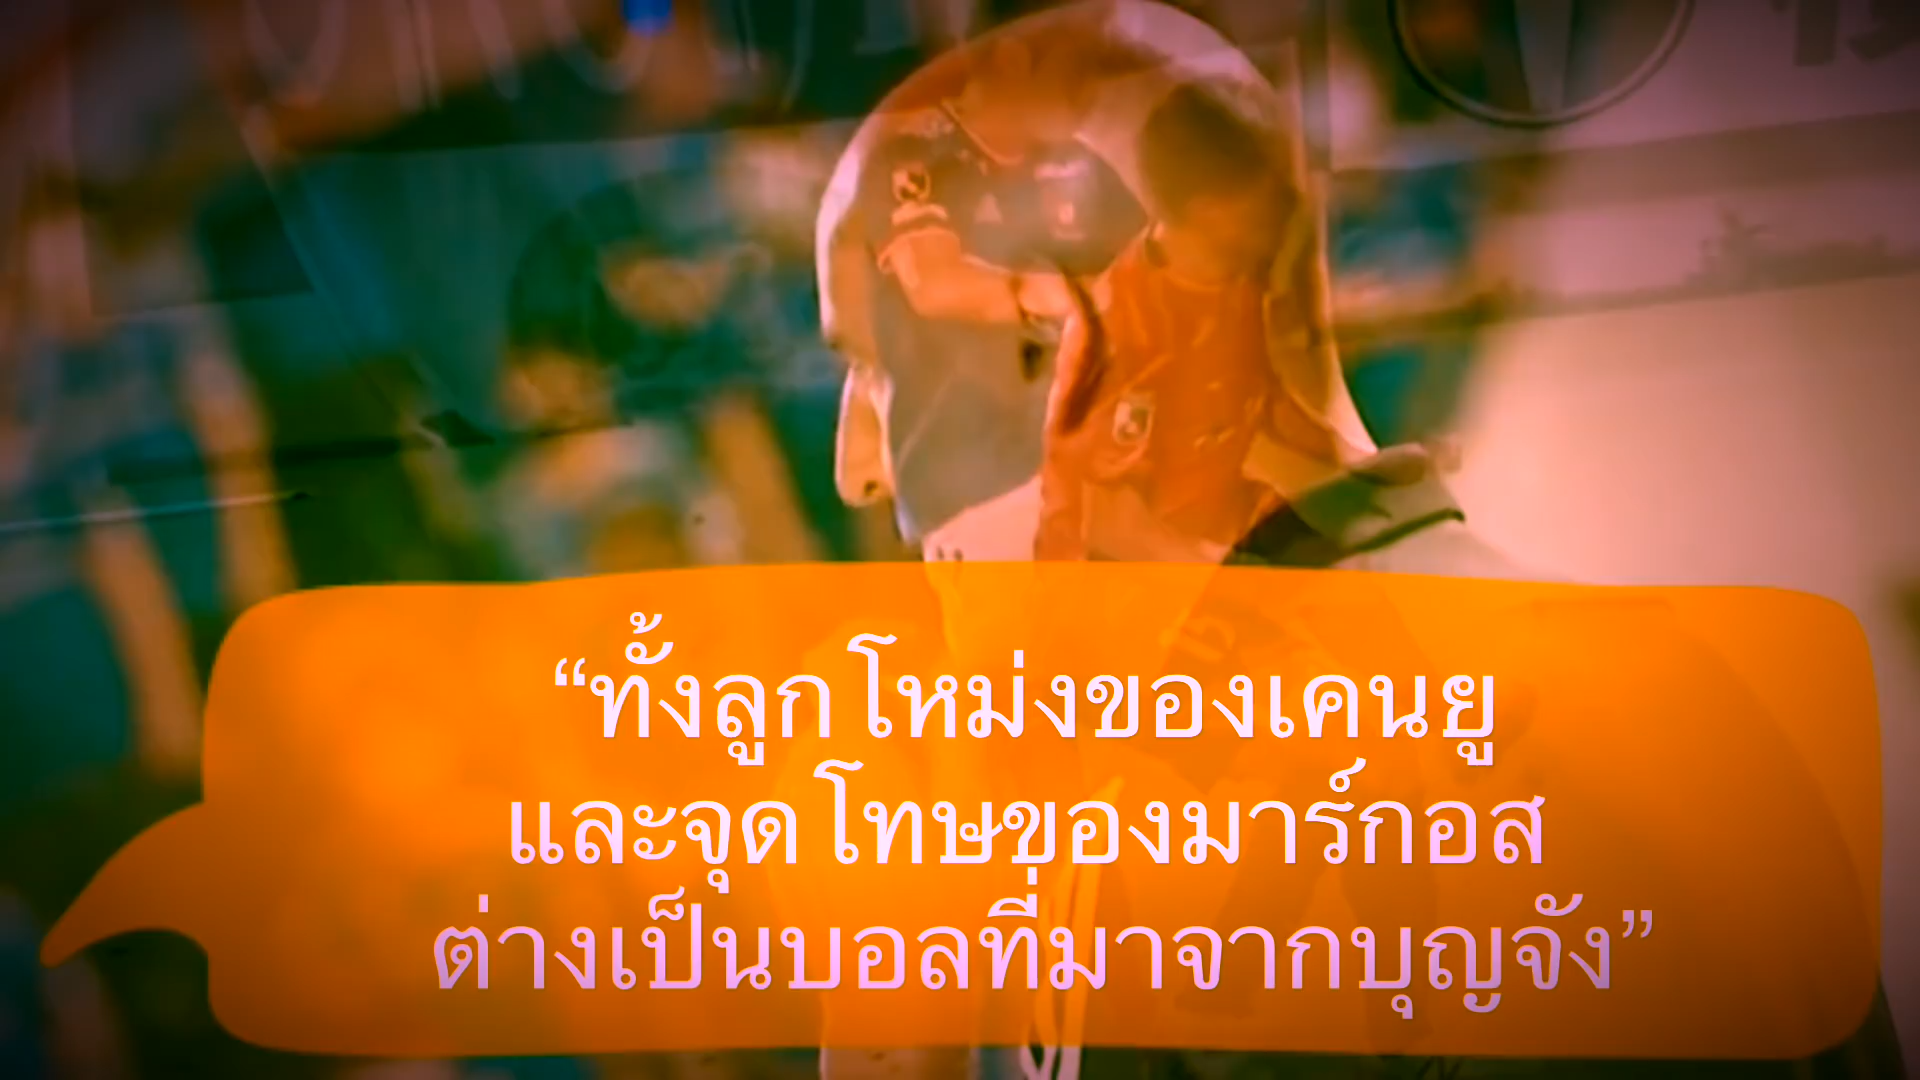 “ทั้งลูกโหม่งของเคนยู
และจุดโทษของมาร์กอส
ต่างเป็นบอลที่มาจากบุญจัง”